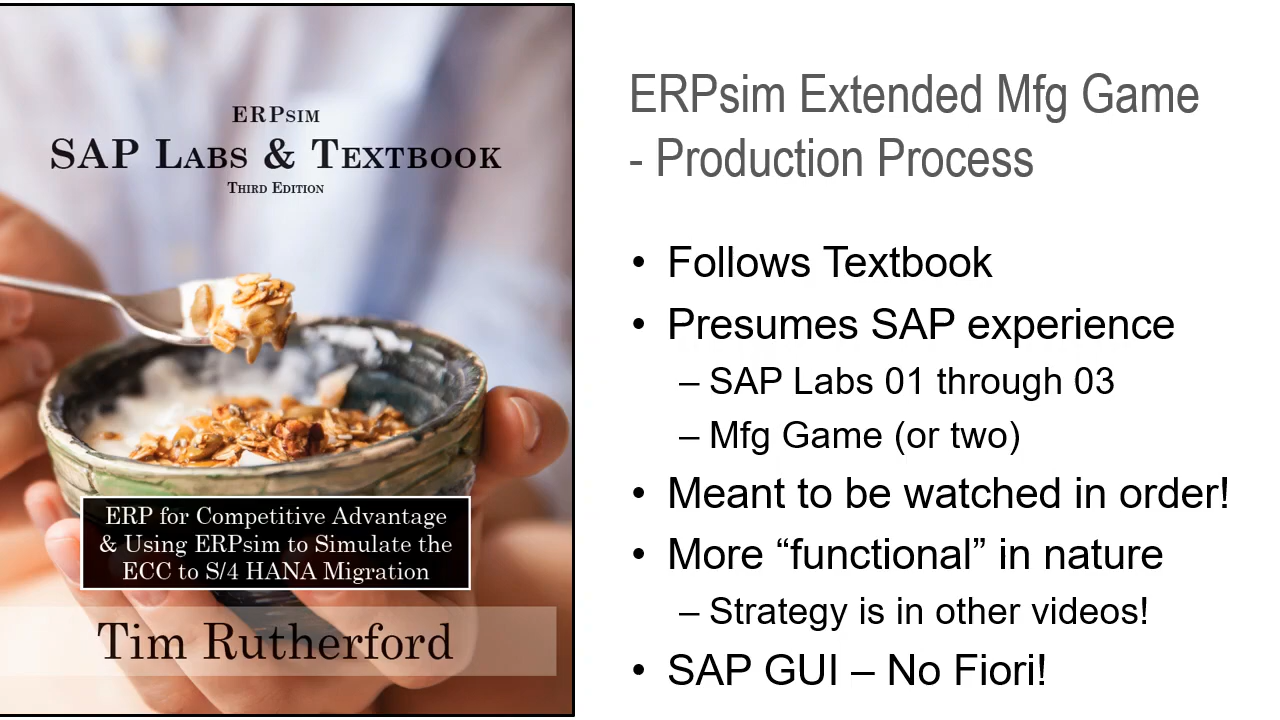 ERPsim
SAP Labs & Textbook
Third Edition
ERP for Competitive Advantage
& Using ERPsim to Simulate the
ECC to S/4 HANA Migration
Tim Rutherford
ERPsim Extended Mfg Game
- Production Process
• Follows Textbook
• Presumes SAP experience
– SAP Labs 01 through 03
– Mfg Game (or two)
• Meant to be watched in order!
• More “functional” in nature
– Strategy is in other videos!
• SAP GUI – No Fiori!